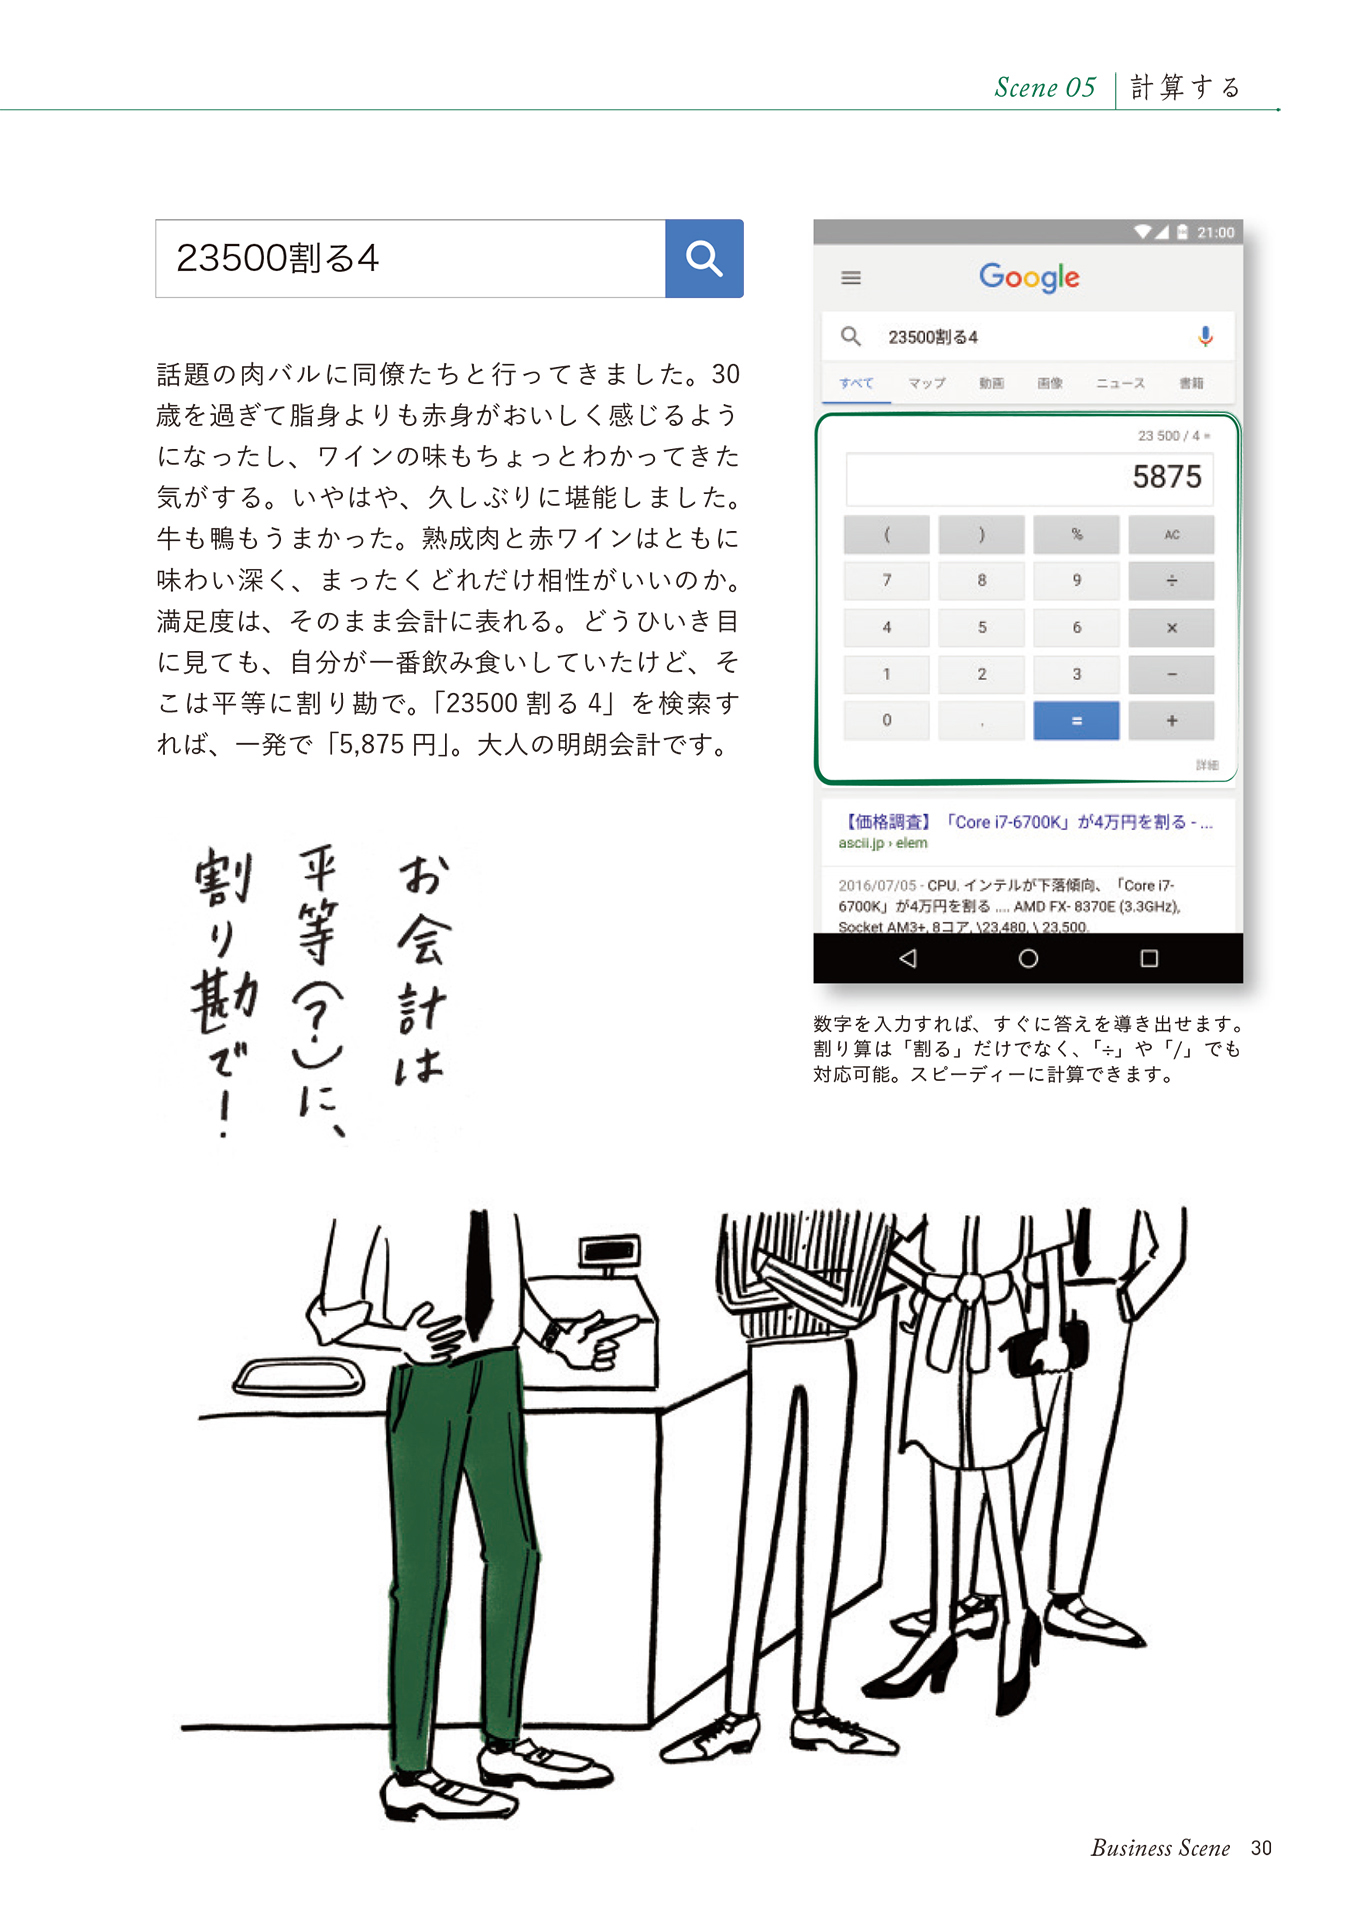 Scene 05 計算する
23500割る4
話題の肉バルに同僚たちと行ってきました。30
歳を過ぎて脂身よりも赤身がおいしく感じるよう
になったし、ワインの味もちょっとわかってきた
気がする。いやはや、久しぶりに堪能しました。
牛も鴨もうまかった。熟成肉と赤ワインはともに
味わい深く、まったくどれだけ相性がいいのか。
満足度は、そのまま会計に表れる。どうひいき目
に見ても、自分が一番飲み食いしていたけど、そ
こは平等に割り勘で。「23500 割る 4」を検索す
れば、一発で「5,875 円」。大人の明朗会計です。
お会計は
平等(?)に、
割り勘で!
21:00
Google
23500割る4
すべて マップ 動画 画像 ニュース 書籍
23 500 / 4 =
5875
( ) % AC
7 8 9 ÷
4 5 6 ×
1 2 3 −
0 . = +
詳細
【価格調査】「Core i7-6700K」が4万円を割る - ...
ascii.jp › elem
2016/07/05 - CPU. インテルが下落傾向、「Core i7-
6700K」が4万円を割る .... AMD FX- 8370E (3.3GHz),
Socket AM3+, 8コア, \23,480, \ 23,500.
数字を入力すれば、すぐに答えを導き出せます。
割り算は「割る」だけでなく、「÷」や「/」でも
対応可能。スピーディーに計算できます。
Business Scene 30